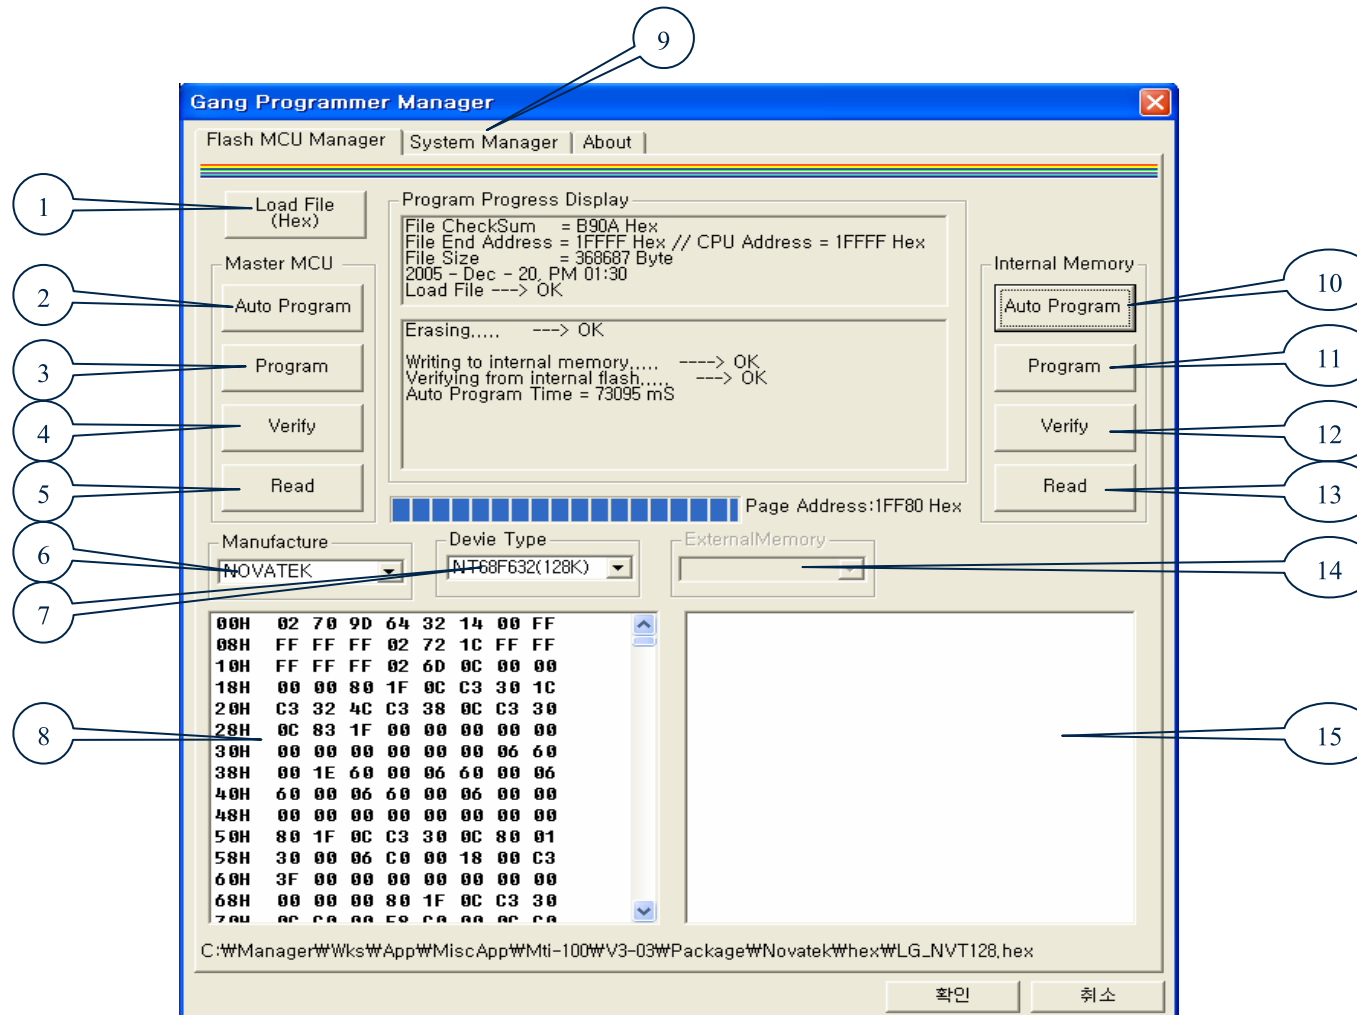 9
Gang Programmer Manager
Flash MCU Manager
System Manager
About
1
Load File
(Hex)
Program Progress Display
File CheckSum = B90A Hex
File End Address = 1FFFF Hex // CPU Address = 1FFFF Hex
File Size = 368687 Byte
2005 - Dec - 20, PM 01:30
Load File ---> OK
Master MCU
Internal Memory
2
Auto Program
Auto Program
10
Erasing,.... ---> OK
3
Program
Writing to internal memory,.... ----> OK
Verifying from internal flash,.... ---> OK
Auto Program Time = 73095 mS
Program
11
4
Verify
Verify
12
5
Read
Read
13
Page Address:1FF80 Hex
6
Manufacture
Devie Type
ExternalMemory
NOVATEK
NT68F632(128K)
14
7
00H 02 70 9D 64 32 14 00 FF
08H FF FF FF 02 72 1C FF FF
10H FF FF FF 02 6D 0C 00 00
18H 00 00 80 1F 0C C3 30 1C
20H C3 32 4C C3 38 0C C3 30
28H 0C 83 1F 00 00 00 00 00
30H 00 00 00 00 00 00 06 60
38H 00 1E 60 00 06 60 00 06
40H 60 00 06 60 00 06 00 00
48H 00 00 00 00 00 00 00 00
50H 80 1F 0C C3 30 0C 80 01
58H 30 00 06 C0 00 18 00 C3
60H 3F 00 00 00 00 00 00 00
68H 00 00 00 80 1F 0C C3 30
8
15
C:₩Manager₩Wks₩App₩MiscApp₩Mti-100₩V3-03₩Package₩Novatek₩hex₩LG_NVT128.hex
확인
취소